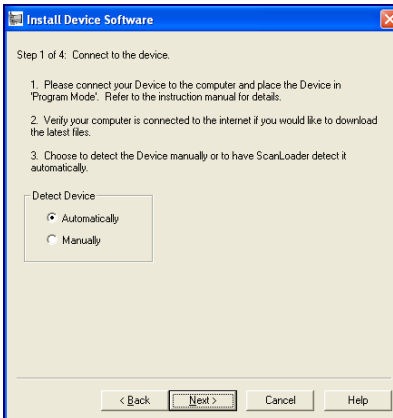 Install Device Software
Step 1 of 4: Connect to the device.
1. Please connect your Device to the computer and place the Device in
'Program Mode'. Refer to the instruction manual for details.
2. Verify your computer is connected to the internet if you would like to download
the latest files.
3. Choose to detect the Device manually or to have ScanLoader detect it
automatically.
Detect Device
Automatically
Manually
< Back Next > Cancel Help